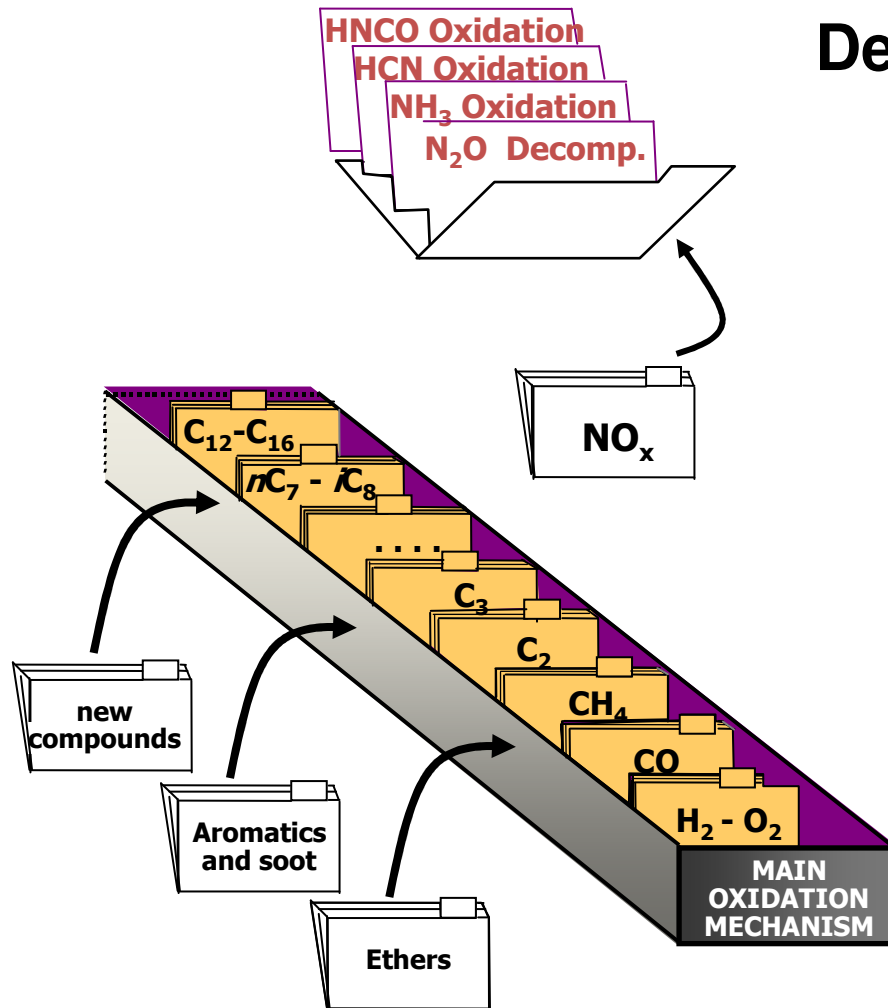 De
HNCO Oxidation
HCN Oxidation
NH₃ Oxidation
N₂O Decomp.
NOₓ
C₁₂-C₁₆
nC₇ - iC₈
. . . .
C₃
C₂
CH₄
CO
H₂ - O₂
new
compounds
Aromatics
and soot
Ethers
MAIN
OXIDATION
MECHANISM